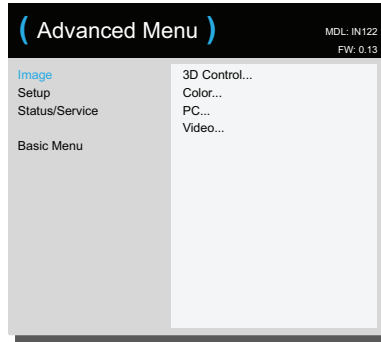 ( Advanced Menu )
MDL: IN122
FW: 0.13
Image
Setup
Status/Service
Basic Menu
3D Control...
Color...
PC...
Video...